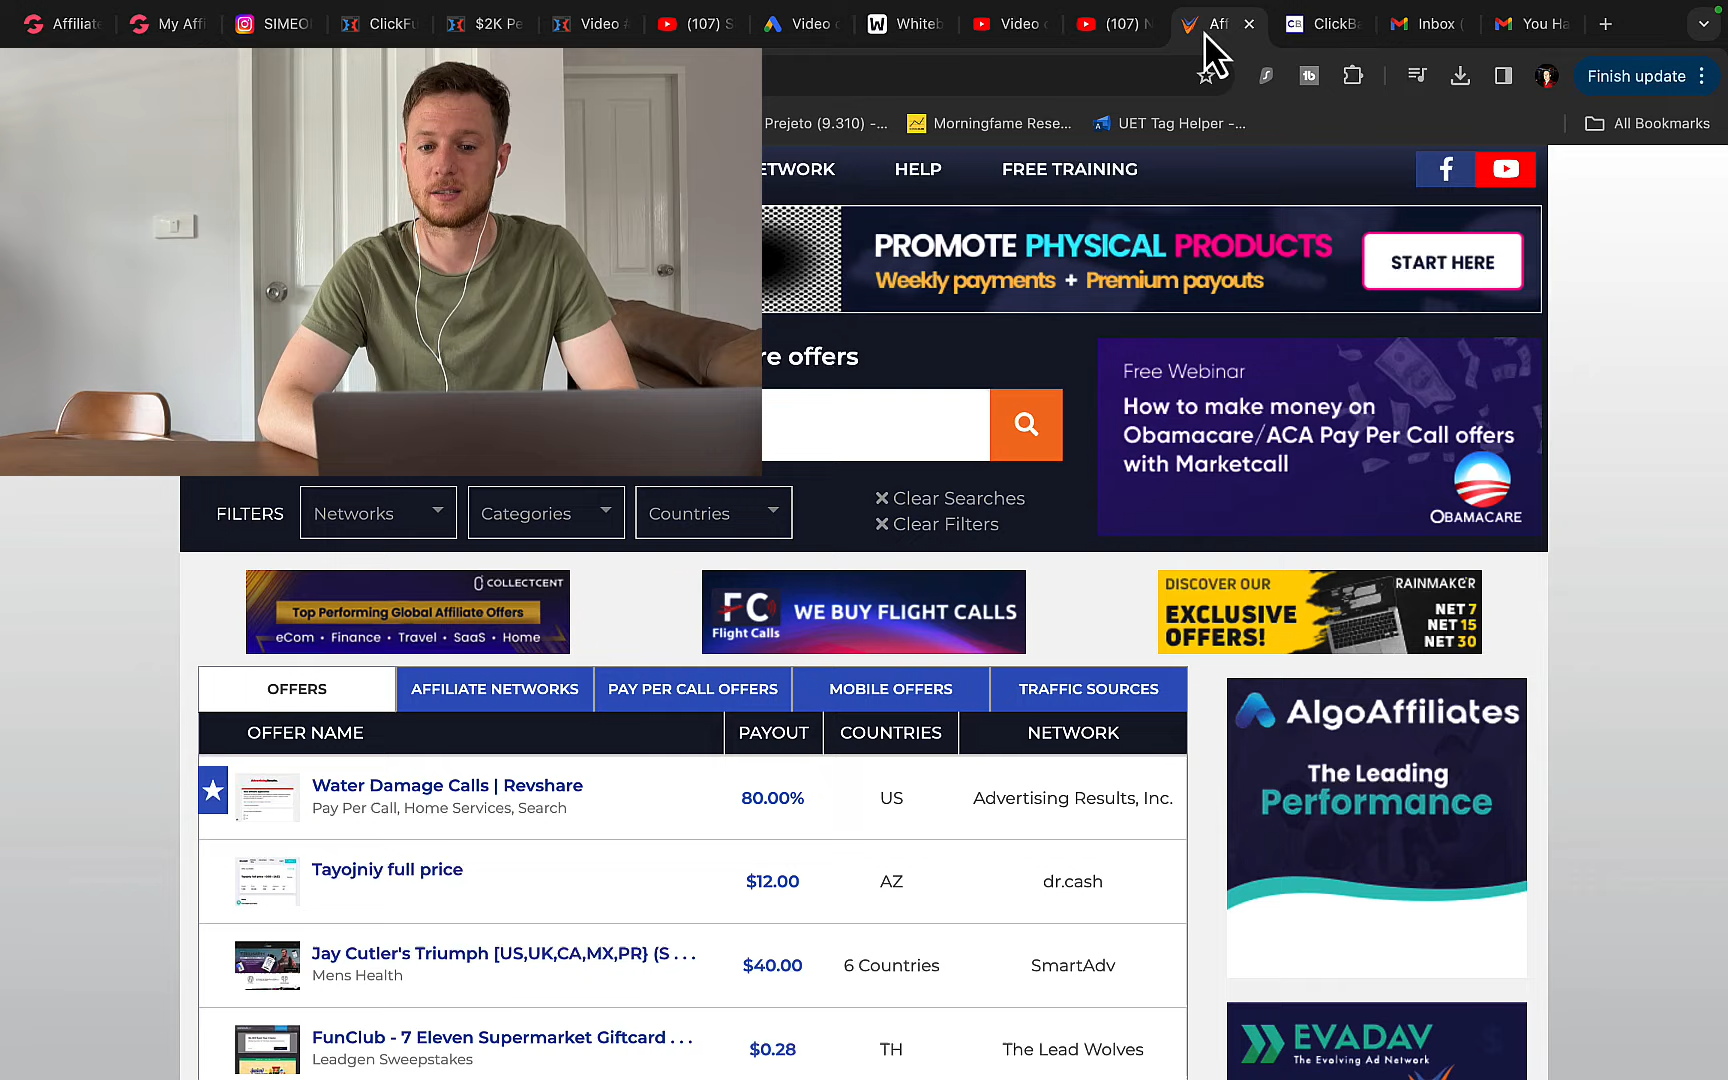 Affiliate
My Affi
SIMEO
ClickFu
$2K Pe
Video
(107) S
Video c
Whiteb
Video c
(107) N
Aff
CB
ClickBa
Inbox (
You Ha
Finish update
Prejeto (9.310) -...
Morningfame Rese...
UET Tag Helper -...
All Bookmarks
ETWORK
HELP
FREE TRAINING
PROMOTE PHYSICAL PRODUCTS
Weekly payments + Premium payouts
START HERE
re offers
Free Webinar
How to make money on
Obamacare/ACA Pay Per Call offers
with Marketcall
OBAMACARE
FILTERS
Networks
Categories
Countries
Clear Searches
Clear Filters
COLLECTCENT
Top Performing Global Affiliate Offers
eCom • Finance • Travel • SaaS • Home
FC
Flight Calls
WE BUY FLIGHT CALLS
DISCOVER OUR
EXCLUSIVE
OFFERS!
RAINMAKER
NET 7
NET 15
NET 30
OFFERS
AFFILIATE NETWORKS
PAY PER CALL OFFERS
MOBILE OFFERS
TRAFFIC SOURCES
OFFER NAME
PAYOUT
COUNTRIES
NETWORK
Water Damage Calls | Revshare
Pay Per Call, Home Services, Search
80.00%
US
Advertising Results, Inc.
Tayojniy full price
$12.00
AZ
dr.cash
Jay Cutler's Triumph [US,UK,CA,MX,PR} (S . . .
Mens Health
$40.00
6 Countries
SmartAdv
FunClub - 7 Eleven Supermarket Giftcard . . .
Leadgen Sweepstakes
$0.28
TH
The Lead Wolves
AlgoAffiliates
The Leading
Performance
EVADAV
The Evolving Ad Network